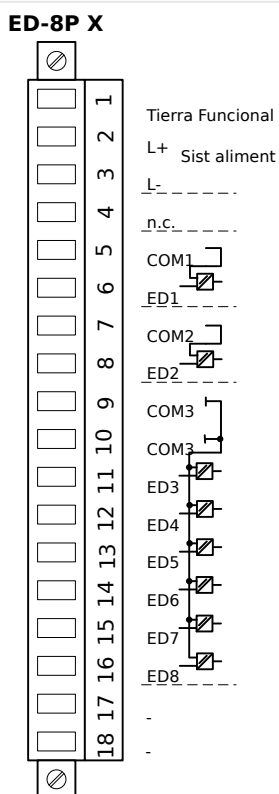 ED-8P X
1
Tierra Funcional
2
L+ Sist aliment
3
L-
4
n.c.
5
COM1
6
ED1
7
COM2
8
ED2
9
COM3
10
COM3
11
ED3
12
ED4
13
ED5
14
ED6
15
ED7
16
ED8
17
-
18
-